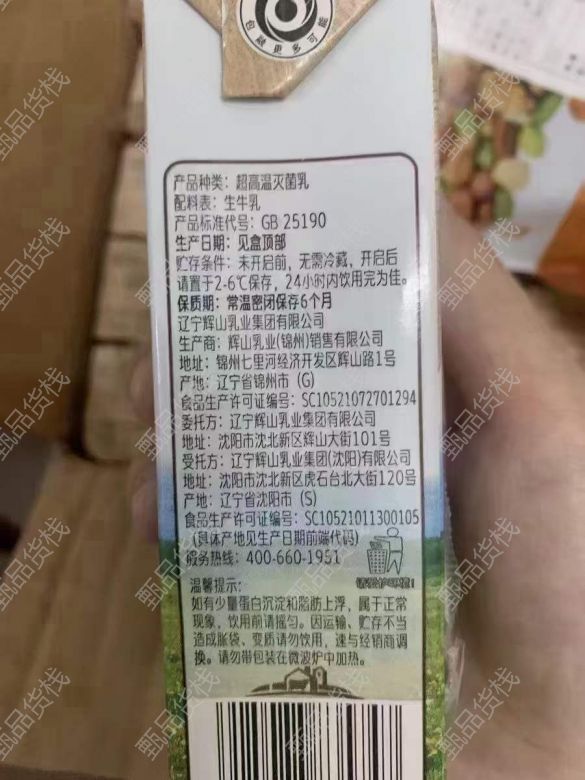 包融更多可能
产品种类：超高温灭菌乳
配料表：生牛乳
产品标准代号：GB 25190
生产日期：见盒顶部
贮存条件：未开启前，无需冷藏，开启后
请置于2-6℃保存，24小时内饮用完为佳。
保质期：常温密闭保存6个月
辽宁辉山乳业集团有限公司
生产商：辉山乳业(锦州)销售有限公司
地址：锦州七里河经济开发区辉山路1号
产地：辽宁省锦州市（G）
食品生产许可证编号：SC10521072701294
委托方：辽宁辉山乳业集团有限公司
地址：沈阳市沈北新区辉山大街101号
受托方：辽宁辉山乳业集团(沈阳)有限公司
地址：沈阳市沈北新区虎石台北大街120号
产地：辽宁省沈阳市（S）
食品生产许可证编号：SC10521011300105
(具体产地见生产日期前端代码)
服务热线：400-660-1951
温馨提示：
如有少量蛋白沉淀和脂肪上浮，属于正常
现象，饮用前请摇匀。因运输、贮存不当
造成胀袋、变质请勿饮用，速与经销商调
换。请勿带包装在微波炉中加热。
甄品货栈